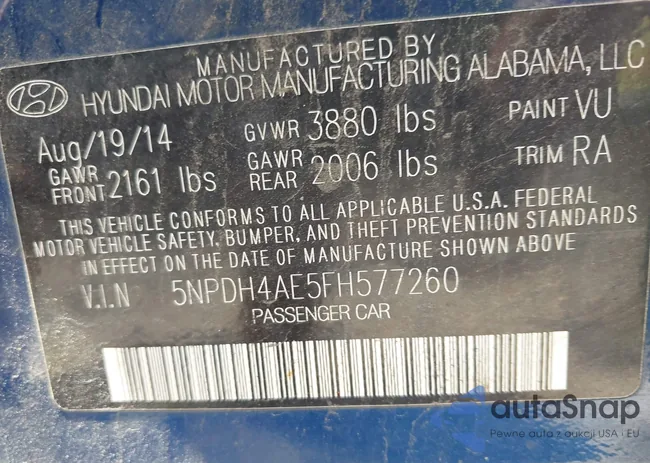 MANUFACTURED BY
HYUNDAI MOTOR MANUFACTURING ALABAMA, LLC
Aug/19/14 GVWR 3880 lbs PAINT VU
GAWR FRONT 2161 lbs GAWR REAR 2006 lbs TRIM RA
THIS VEHICLE CONFORMS TO ALL APPLICABLE U.S.A. FEDERAL
MOTOR VEHICLE SAFETY, BUMPER, AND THEFT PREVENTION STANDARDS
IN EFFECT ON THE DATE OF MANUFACTURE SHOWN ABOVE
V.I.N 5NPDH4AE5FH577260
PASSENGER CAR
autaSnap
Pewne auta z aukcji USA i EU